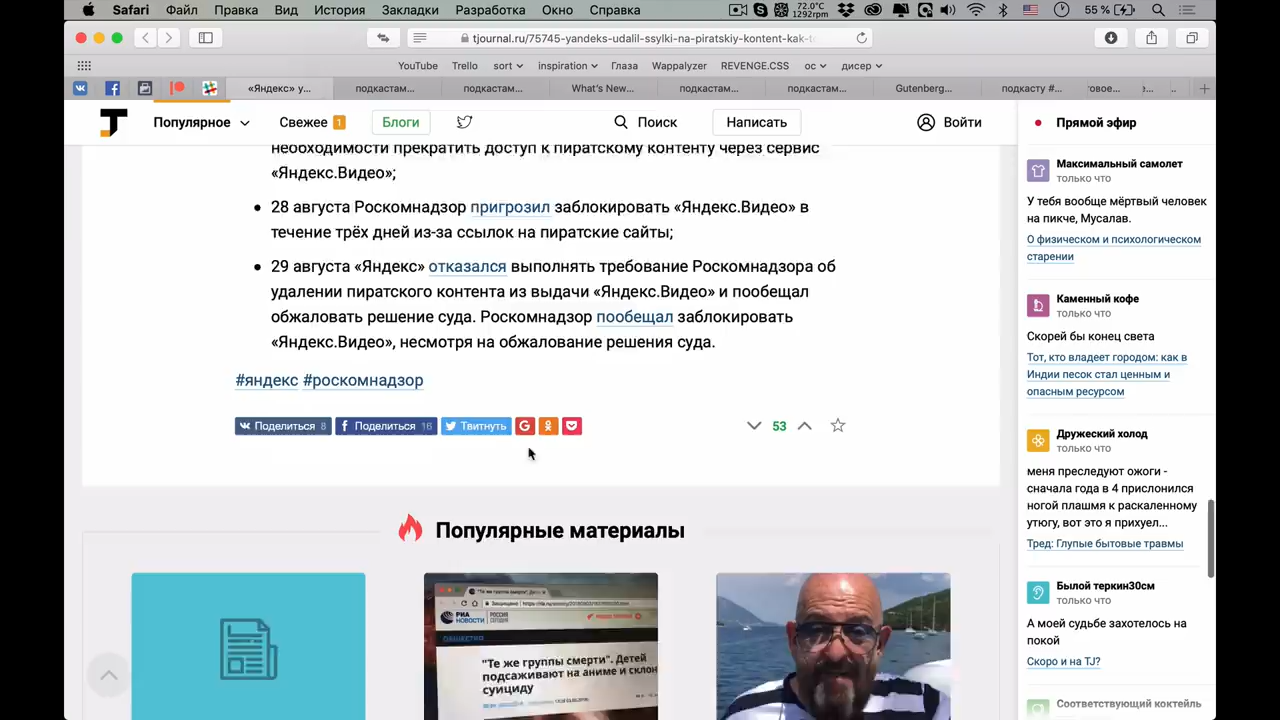 Safari Файл Правка Вид История Закладки Разработка Окно Справка 72.0°C 1292rpm 55 %
tjournal.ru/75745-yandeks-udalil-ssylki-na-piratskiy-kontent-kak-t
YouTube Trello sort inspiration Глаза Wappalyzer REVENGE.CSS ос дисер
«Яндекс» у... подкастам... подкастам... What's New... подкастам... подкастам... Gutenberg... подкасту #... говое...
Популярное Свежее 1 Блоги Поиск Написать Войти
необходимости прекратить доступ к пиратскому контенту через сервис
«Яндекс.Видео»;
28 августа Роскомнадзор пригрозил заблокировать «Яндекс.Видео» в
течение трёх дней из-за ссылок на пиратские сайты;
29 августа «Яндекс» отказался выполнять требование Роскомнадзора об
удалении пиратского контента из выдачи «Яндекс.Видео» и пообещал
обжаловать решение суда. Роскомнадзор пообещал заблокировать
«Яндекс.Видео», несмотря на обжалование решения суда.
#яндекс #роскомнадзор
Поделиться 8 Поделиться 16 Твитнуть 53
Популярные материалы
РИА НОВОСТИ РОССИЯ СЕГОДНЯ
ОБЩЕСТВО
"Те же группы смерти". Детей
подсаживают на аниме и склон
суициду
Прямой эфир
Максимальный самолет
только что
У тебя вообще мёртвый человек
на пикче, Мусалав.
О физическом и психологическом
старении
Каменный кофе
только что
Скорей бы конец света
Тот, кто владеет городом: как в
Индии песок стал ценным и
опасным ресурсом
Дружеский холод
только что
меня преследуют ожоги -
сначала года в 4 прислонился
ногой плашмя к раскаленному
утюгу, вот это я прихуел...
Тред: Глупые бытовые травмы
Былой теркин30см
только что
А моей судьбе захотелось на
покой
Скоро и на TJ?
Соответствующий коктейль